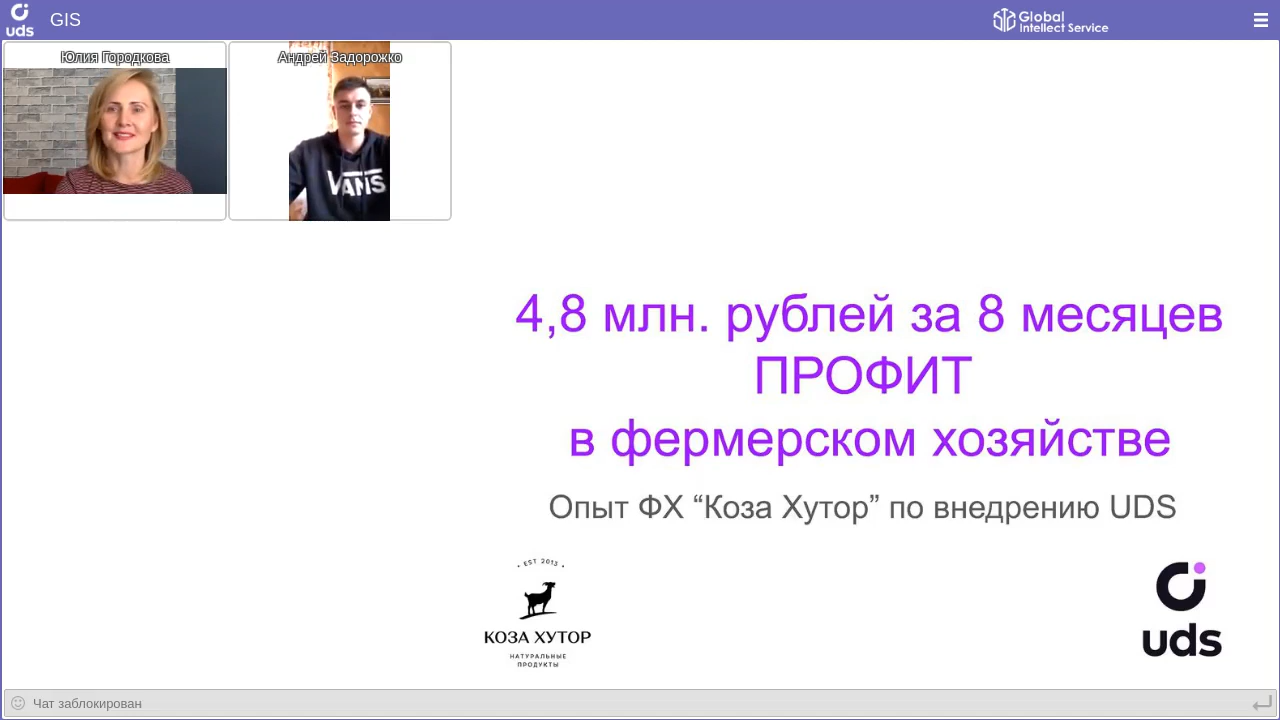 uds
GIS
Global
Intellect Service
Юлия Городкова
Андрей Задорожко
VANS
4,8 млн. рублей за 8 месяцев
ПРОФИТ
в фермерском хозяйстве
Опыт ФХ “Коза Хутор” по внедрению UDS
• EST 2013 •
КОЗА ХУТОР
НАТУРАЛЬНЫЕ
ПРОДУКТЫ
uds
Чат заблокирован